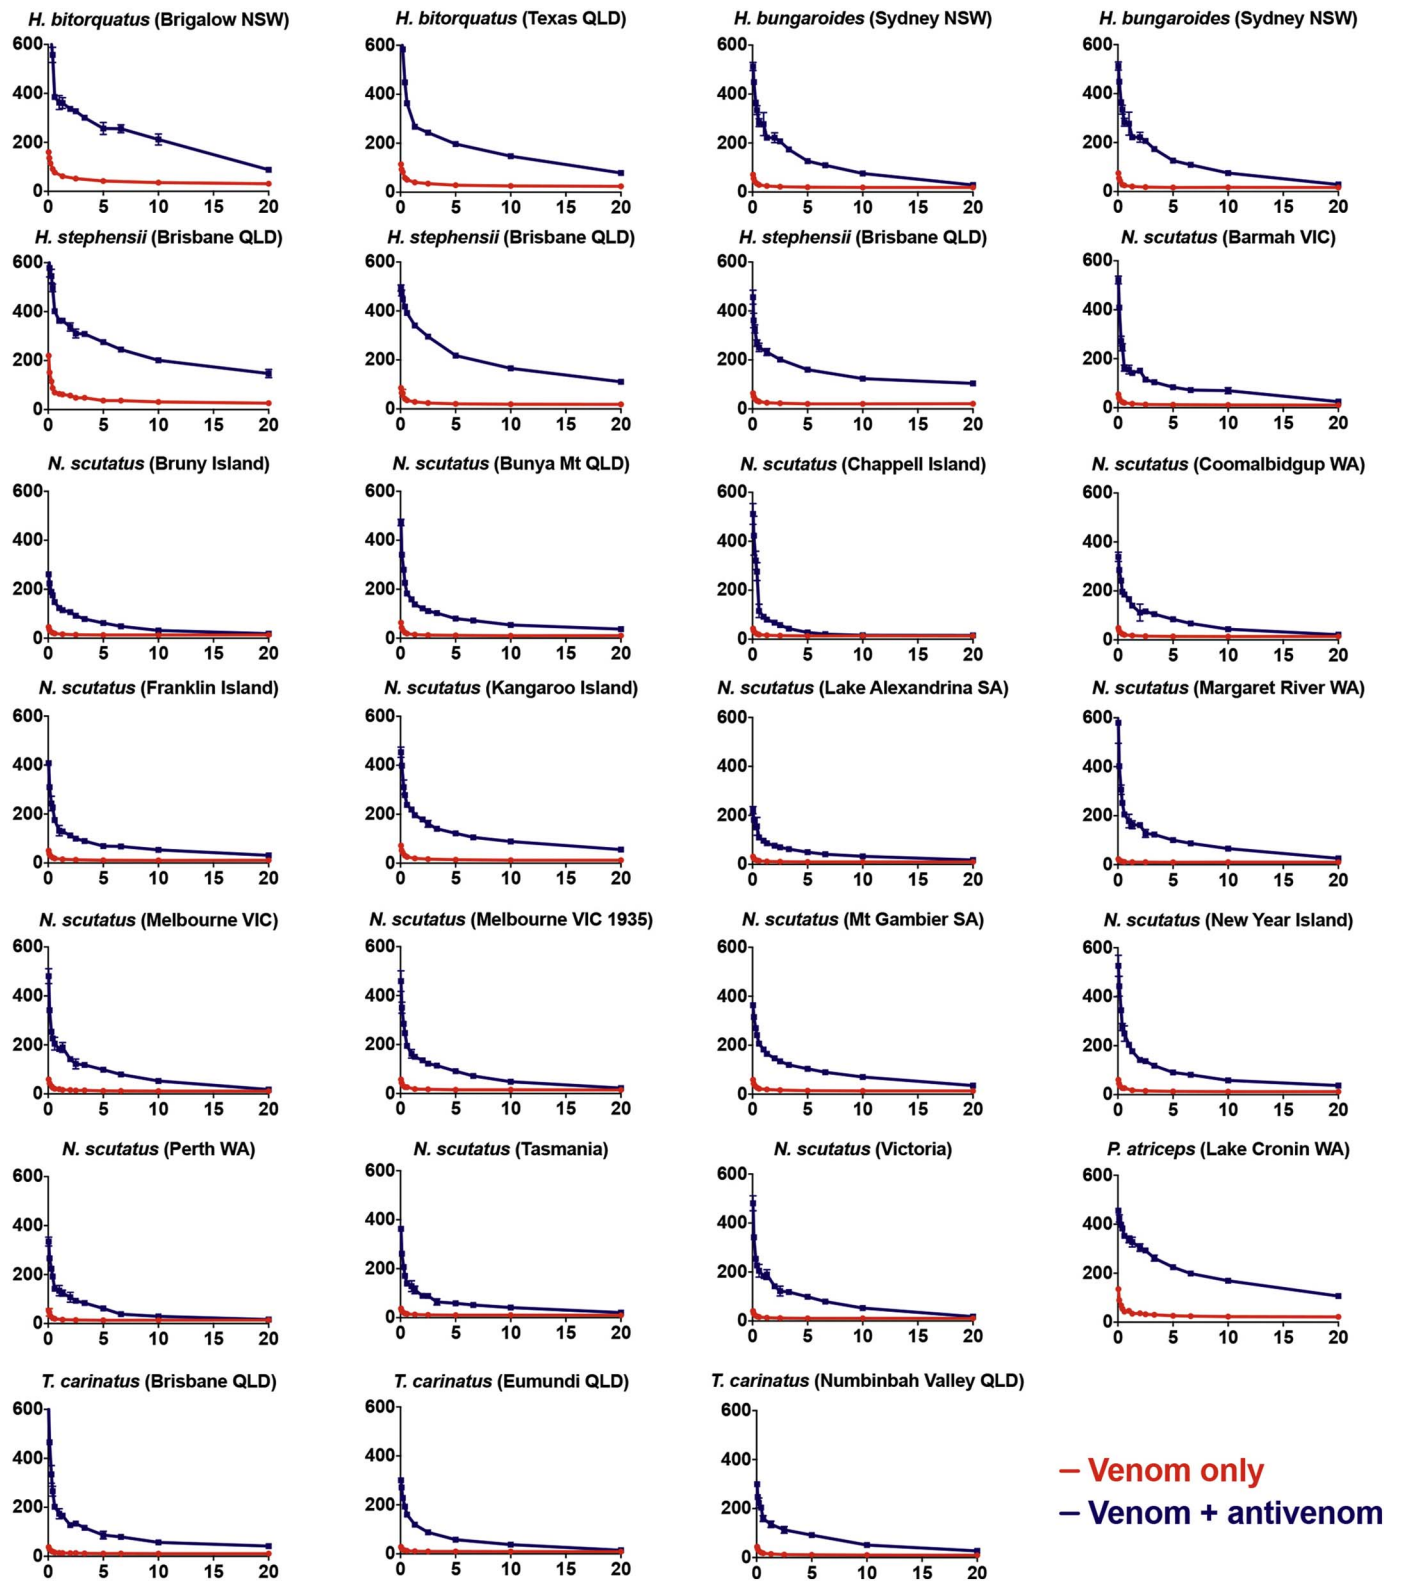 H. bitorquatus (Brigalow NSW) H. bitorquatus (Texas QLD) H. bungaroides (Sydney NSW) H. bungaroides (Sydney NSW)
600 600 600 600
400 400 400 400
200 200 200 200
0 0 0 0
0 5 10 15 20 0 5 10 15 20 0 5 10 15 20 0 5 10 15 20
H. stephensii (Brisbane QLD) H. stephensii (Brisbane QLD) H. stephensii (Brisbane QLD) N. scutatus (Barmah VIC)
600 600 600 600
400 400 400 400
200 200 200 200
0 0 0 0
0 5 10 15 20 0 5 10 15 20 0 5 10 15 20 0 5 10 15 20
N. scutatus (Bruny Island) N. scutatus (Bunya Mt QLD) N. scutatus (Chappell Island) N. scutatus (Coomalbidgup WA)
600 600 600 600
400 400 400 400
200 200 200 200
0 0 0 0
0 5 10 15 20 0 5 10 15 20 0 5 10 15 20 0 5 10 15 20
N. scutatus (Franklin Island) N. scutatus (Kangaroo Island) N. scutatus (Lake Alexandrina SA) N. scutatus (Margaret River WA)
600 600 600 600
400 400 400 400
200 200 200 200
0 0 0 0
0 5 10 15 20 0 5 10 15 20 0 5 10 15 20 0 5 10 15 20
N. scutatus (Melbourne VIC) N. scutatus (Melbourne VIC 1935) N. scutatus (Mt Gambier SA) N. scutatus (New Year Island)
600 600 600 600
400 400 400 400
200 200 200 200
0 0 0 0
0 5 10 15 20 0 5 10 15 20 0 5 10 15 20 0 5 10 15 20
N. scutatus (Perth WA) N. scutatus (Tasmania) N. scutatus (Victoria) P. atriceps (Lake Cronin WA)
600 600 600 600
400 400 400 400
200 200 200 200
0 0 0 0
0 5 10 15 20 0 5 10 15 20 0 5 10 15 20 0 5 10 15 20
T. carinatus (Brisbane QLD) T. carinatus (Eumundi QLD) T. carinatus (Numbinbah Valley QLD)
600 600 600
400 400 400
200 200 200
0 0 0
0 5 10 15 20 0 5 10 15 20 0 5 10 15 20
Venom only
Venom + antivenom